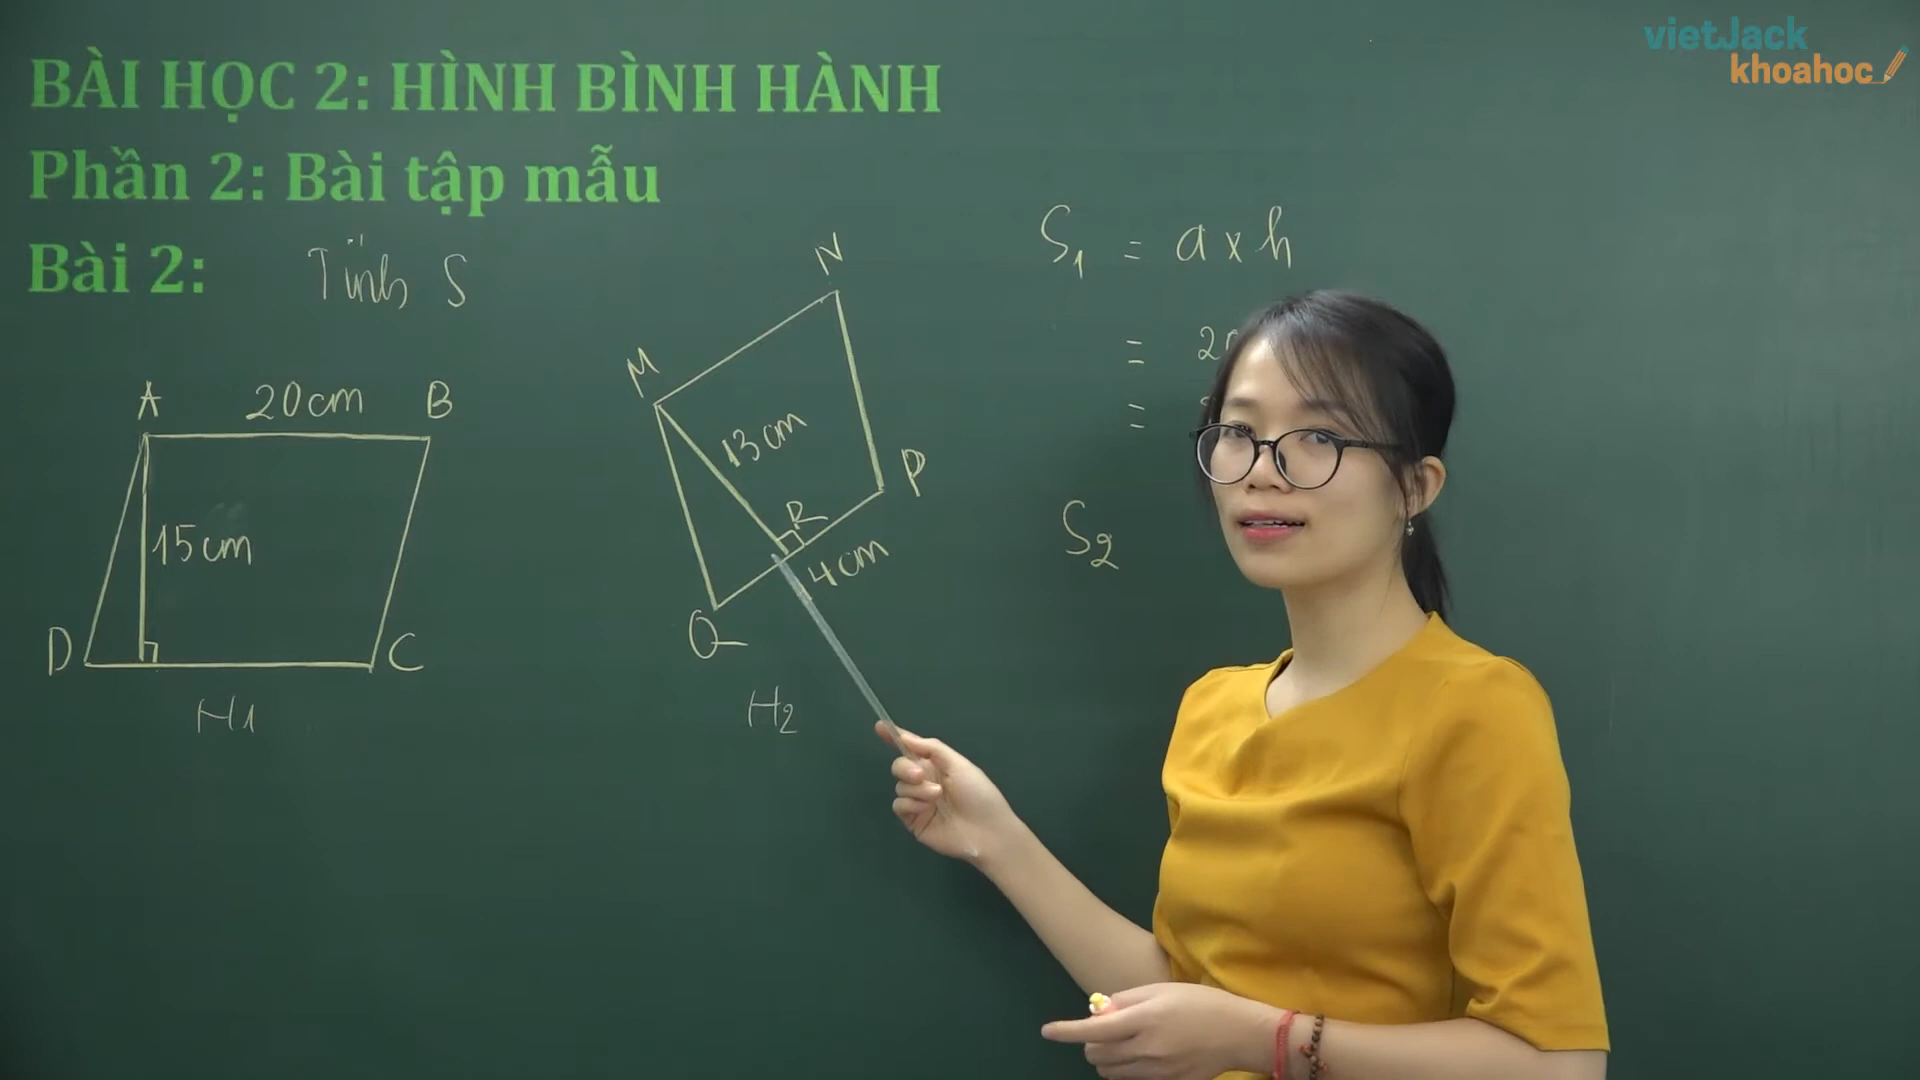 vietJack
khoahoc
BÀI HỌC 2: HÌNH BÌNH HÀNH
Phần 2: Bài tập mẫu
Bài 2:
Tính S
A 20cm B
15cm
D C
H1
N
M
13cm
R
P
4cm
Q
H2
S1 = a x h
=
=
S2